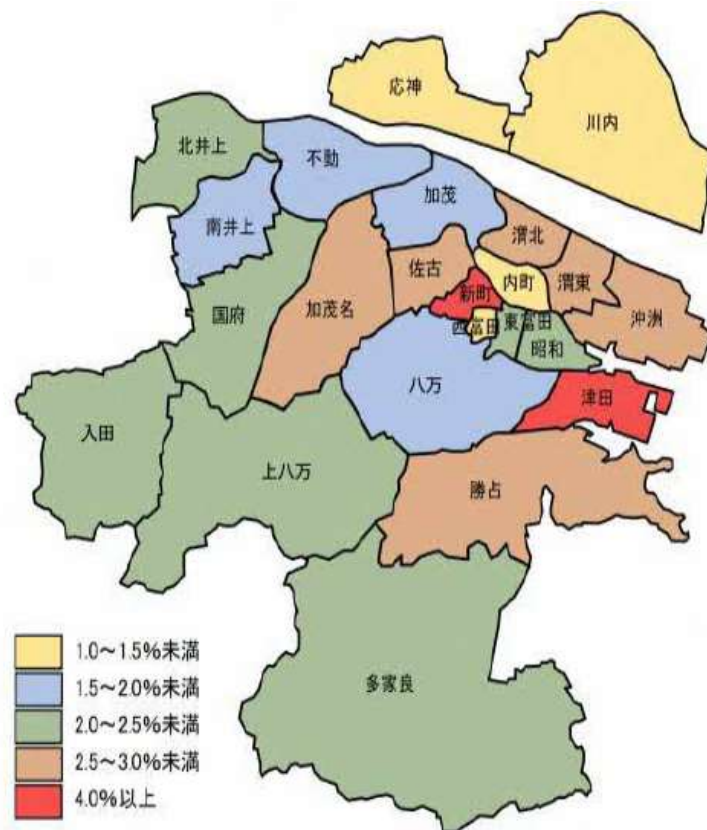 応神
川内
北井上
不動
加茂
南井上
渭北
佐古
内町
渭東
新町
国府
加茂名
沖洲
西富田
東富田
昭和
八万
津田
入田
上八万
勝占
多家良
1.0～1.5%未満
1.5～2.0%未満
2.0～2.5%未満
2.5～3.0%未満
4.0%以上